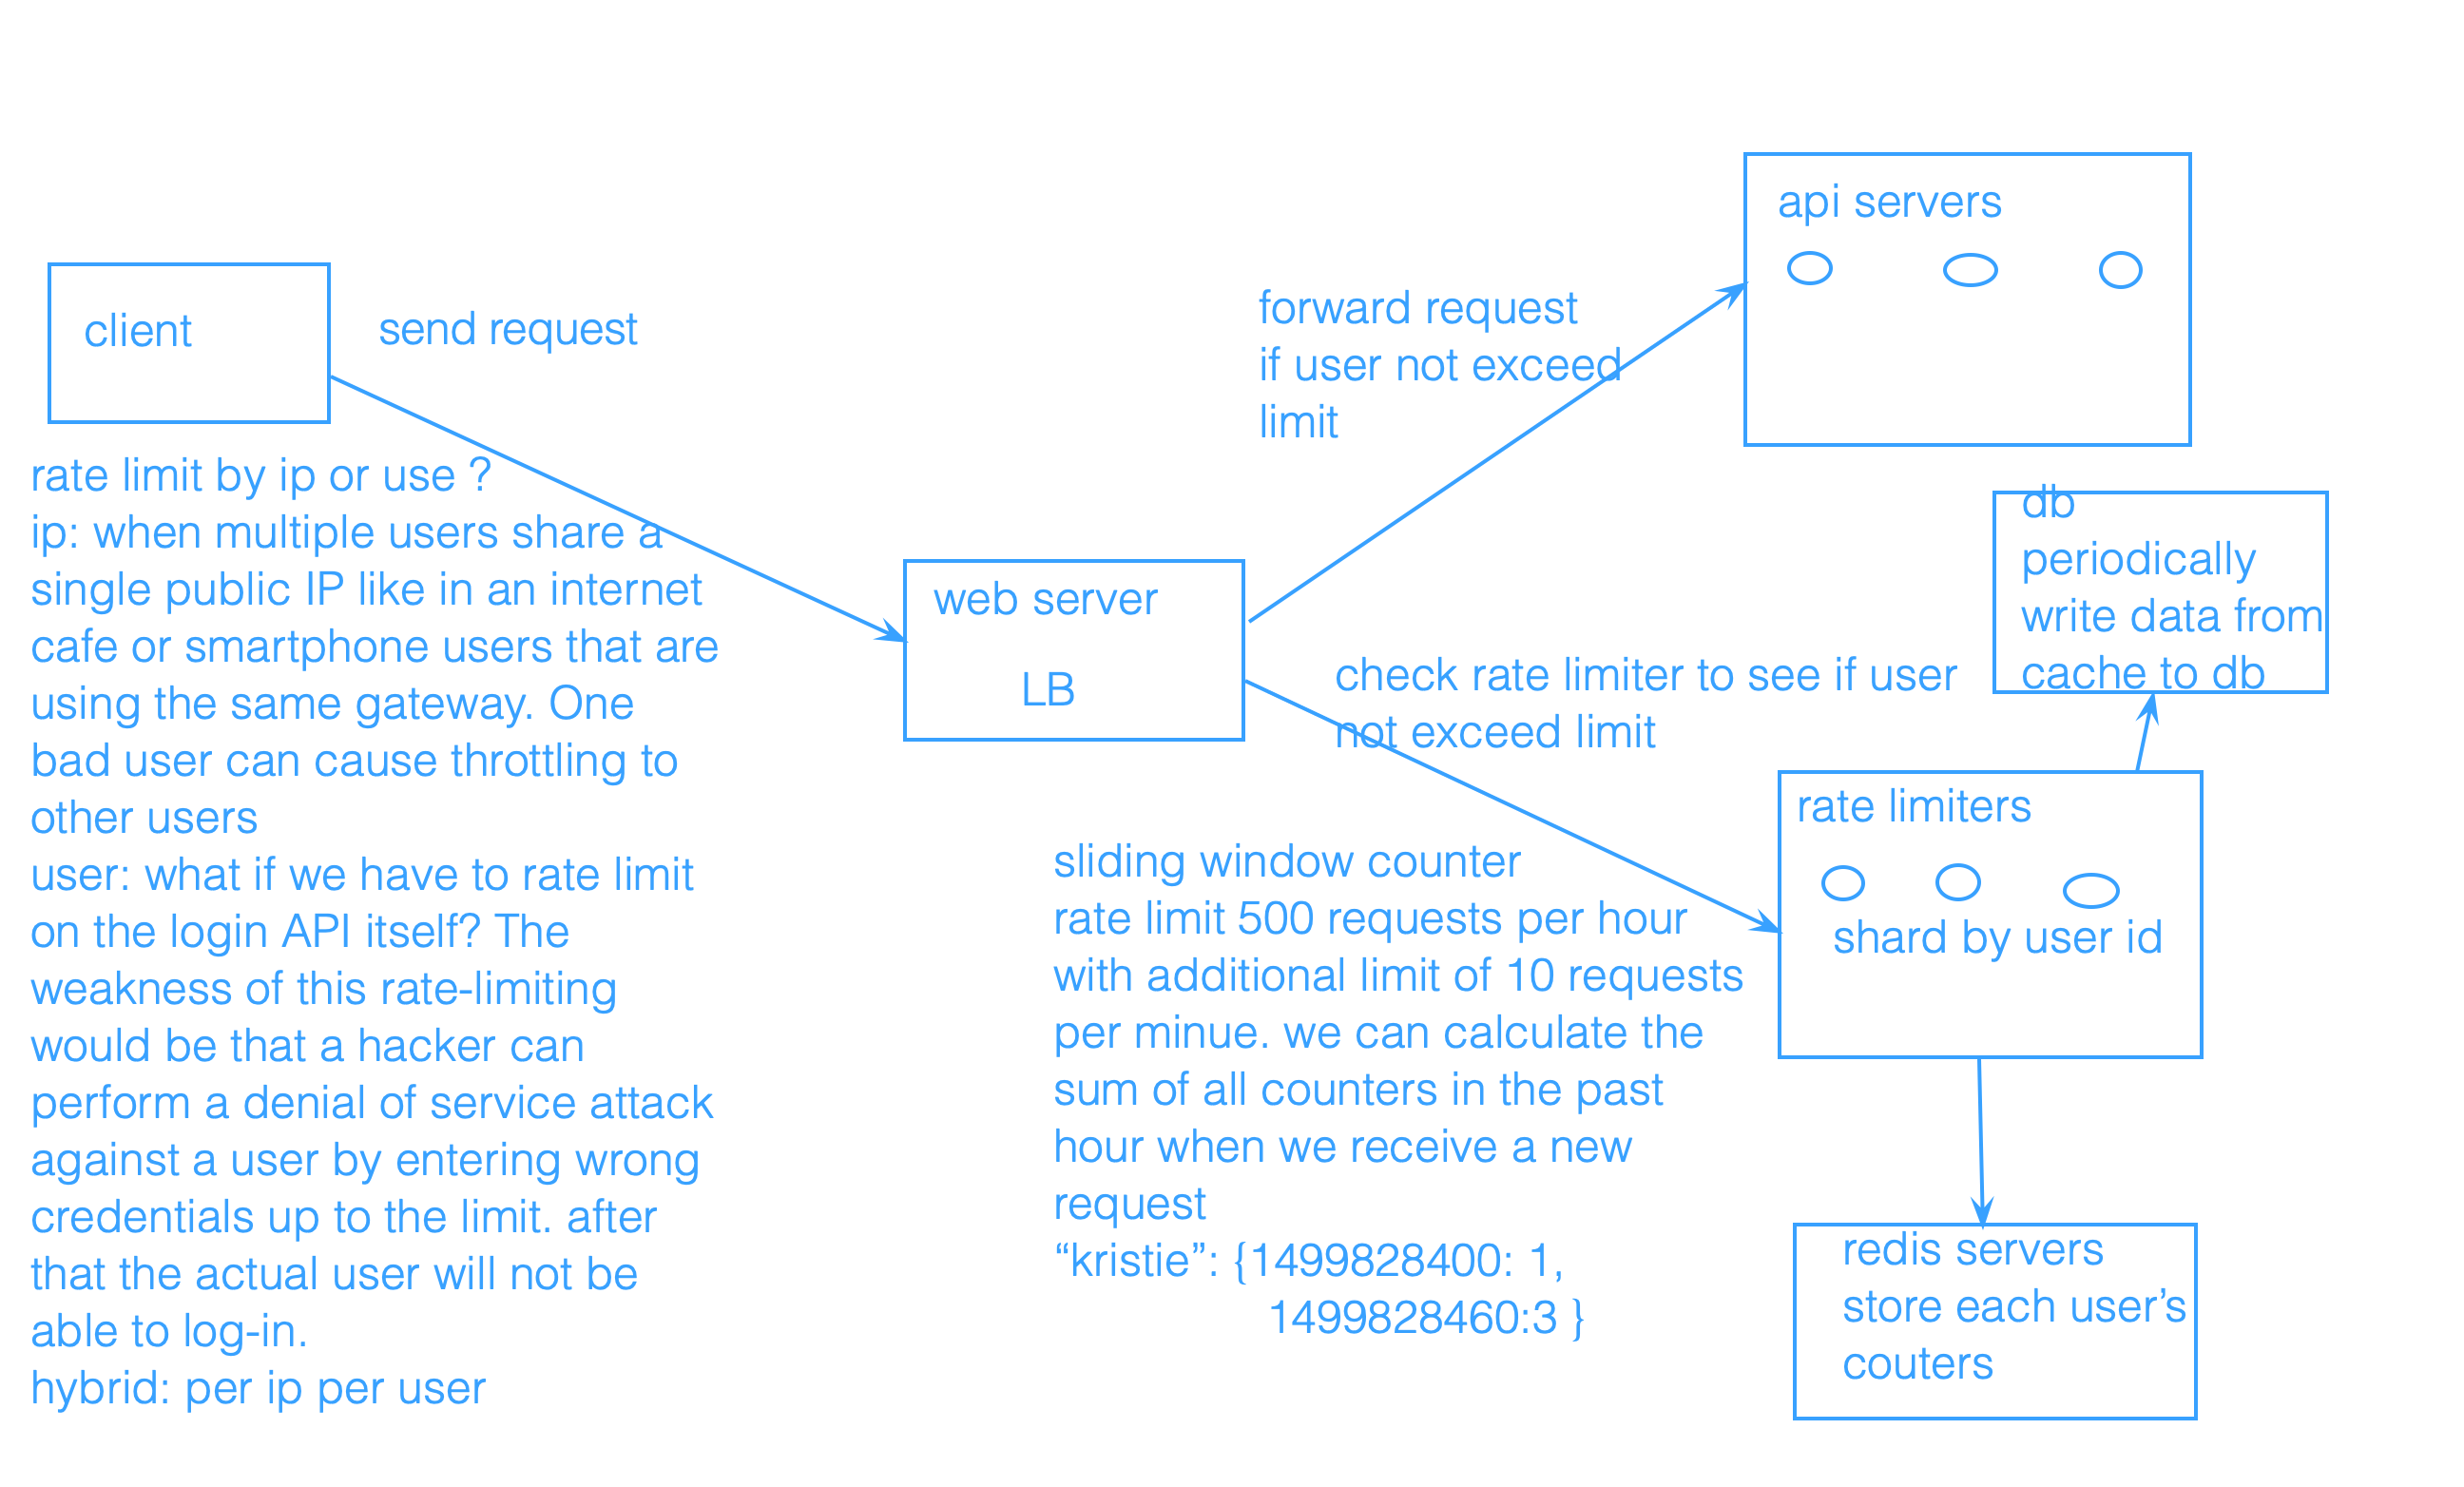 client
send request
rate limit by ip or use ?
ip: when multiple users share a
single public IP like in an internet
cafe or smartphone users that are
using the same gateway. One
bad user can cause throttling to
other users
user: what if we have to rate limit
on the login API itself? The
weakness of this rate-limiting
would be that a hacker can
perform a denial of service attack
against a user by entering wrong
credentials up to the limit. after
that the actual user will not be
able to log-in.
hybrid: per ip per user
web server
LB
forward request
if user not exceed
limit
api servers
check rate limiter to see if user
not exceed limit
db
periodically
write data from
cache to db
rate limiters
shard by user id
sliding window counter
rate limit 500 requests per hour
with additional limit of 10 requests
per minue. we can calculate the
sum of all counters in the past
hour when we receive a new
request
“kristie”: {1499828400: 1,
1499828460:3 }
redis servers
store each user’s
couters